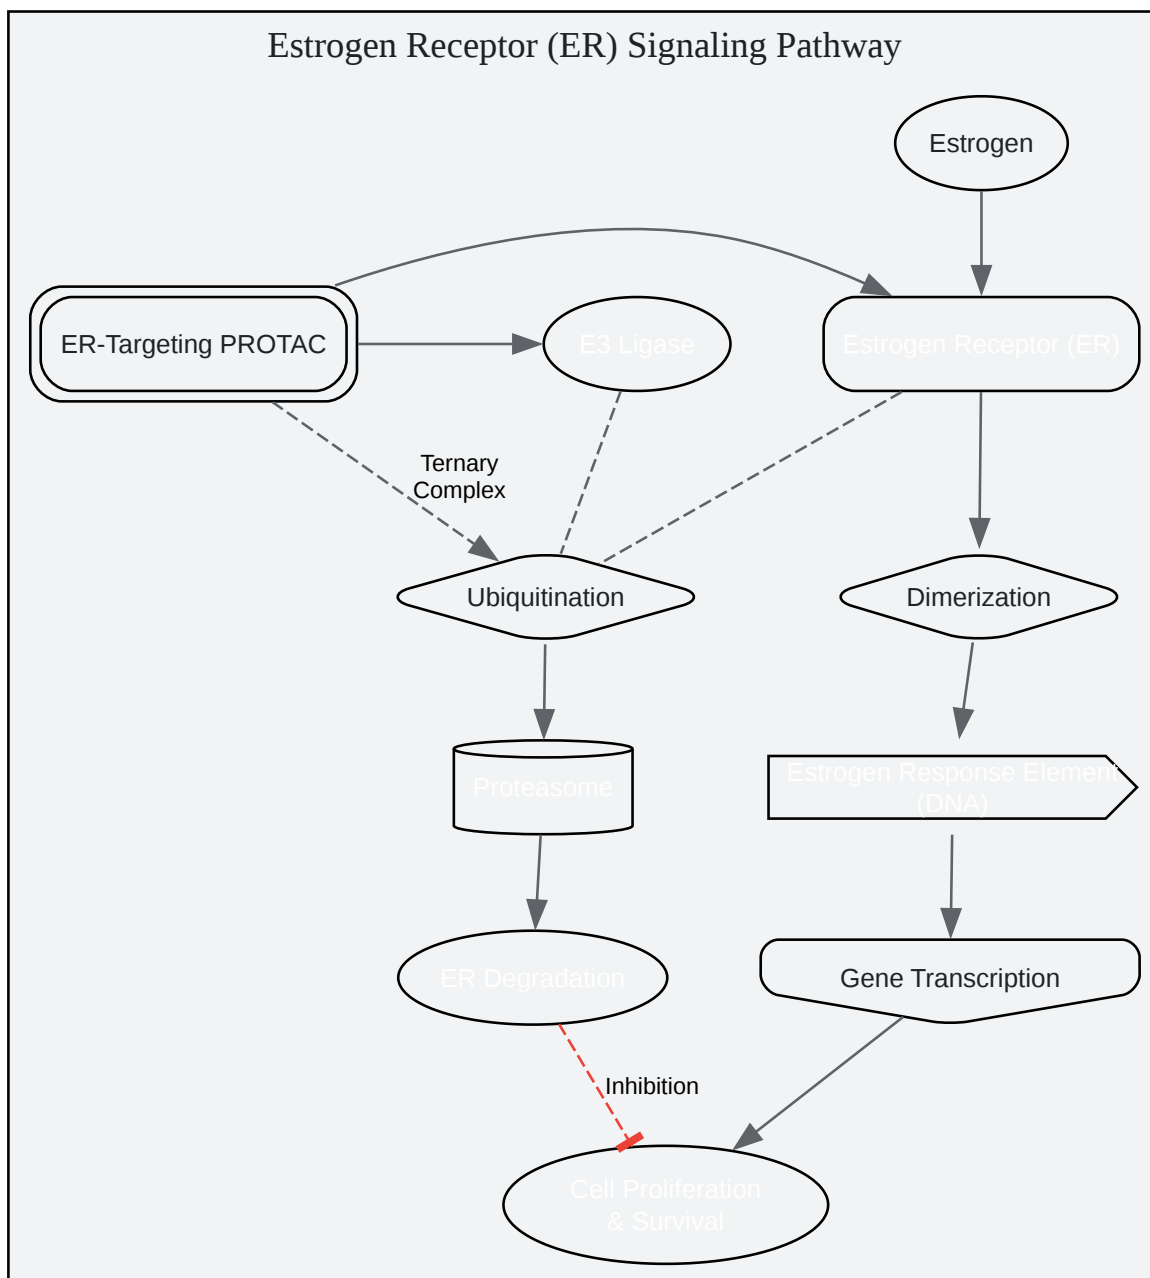 Estrogen Receptor (ER) Signaling Pathway
Estrogen
ER-Targeting PROTAC
E3 Ligase
Estrogen Receptor (ER)
Ternary
Complex
Ubiquitination
Dimerization
Proteasome
Estrogen Response Element
(DNA)
ER Degradation
Gene Transcription
Inhibition
Cell Proliferation
& Survival